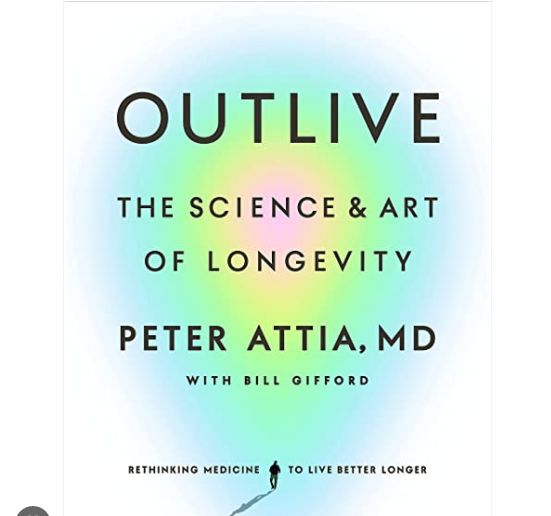 OUTLIVE
THE SCIENCE & ART
OF LONGEVITY
PETER ATTIA, MD
WITH BILL GIFFORD
RETHINKING MEDICINE TO LIVE BETTER LONGER